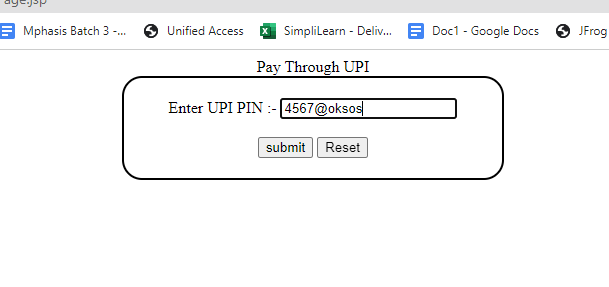 age.jsp
Mphasis Batch 3 -... Unified Access SimpliLearn - Deliv... Doc1 - Google Docs JFrog
Pay Through UPI
Enter UPI PIN :- 4567@oksos
submit Reset